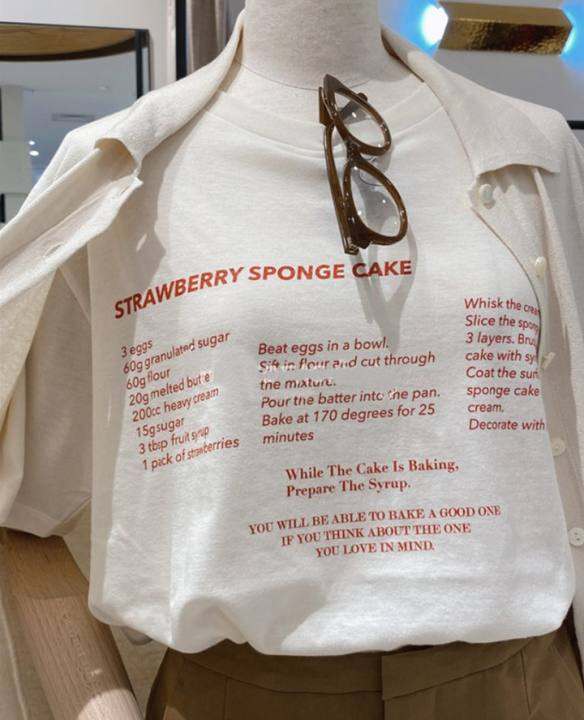 STRAWBERRY SPONGE CAKE
3 eggs
60g granulated sugar
60g flour
20g melted butter
200cc heavy cream
15g sugar
3 tbsp fruit syrup
1 pack of strawberries
Beat eggs in a bowl.
Sift in flour and cut through
the mixture.
Pour the batter into the pan.
Bake at 170 degrees for 25
minutes
Whisk the
Slice the
3 layers.
cake with
Coat the
sponge cake
cream.
Decorate with
While The Cake Is Baking,
Prepare The Syrup.
YOU WILL BE ABLE TO BAKE A GOOD ONE
IF YOU THINK ABOUT THE ONE
YOU LOVE IN MIND.